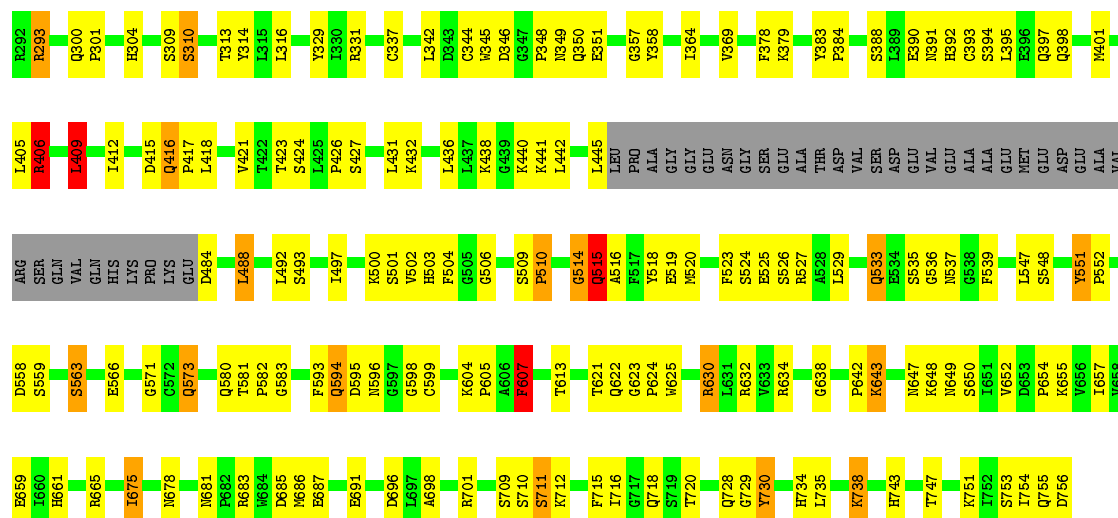 R292 R293 Q300 P301 H304 S309 S310 T313 Y314 L315 L316 Y329 I330 R331 C337 L342 D343 C344 W345 D346 G347 P348 N349 Q350 E351 G357 Y358 I364 V369 F378 K379 Y383 P384 S388 L389 E390 N391 H392 C393 S394 L395 E396 Q397 Q398 M401
L405 R406 L409 I412 D415 Q416 P417 L418 V421 T422 T423 S424 L425 P426 S427 L431 K432 L436 L437 K438 G439 K440 K441 L442 L445 LEU PRO ALA GLY GLY GLU ASN GLY SER GLU ALA THR ASP VAL SER ASP GLU VAL GLU ALA ALA GLU MET GLU ASP GLU ALA VAL
ARG SER GLN VAL GLN HIS LYS PRO LYS GLU D484 L488 L492 S493 I497 K500 S501 V502 H503 F504 G505 G506 S509 P510 G514 Q515 A516 F517 Y518 E519 M520 F523 S524 E525 S526 R527 A528 L529 Q533 E534 S535 G536 N537 G538 F539 L547 S548 Y551 P552
D558 S559 S563 E566 G571 C572 Q573 Q580 T581 P582 G583 F593 Q594 D595 N596 G597 G598 C599 K604 P605 A606 F607 T613 T621 Q622 G623 P624 W625 R630 L631 R632 V633 R634 G638 P642 K643 N647 K648 N649 S650 I651 V652 D653 P654 K655 V656 I657 V658
E659 I660 H661 R665 I675 N678 N681 P682 R683 W684 D685 M686 E687 E691 D696 L697 A698 R701 S709 S710 S711 K712 F715 I716 G717 Q718 S719 T720 Q728 G729 Y730 H734 L735 K738 H743 T747 K751 I752 S753 I754 Q755 D756